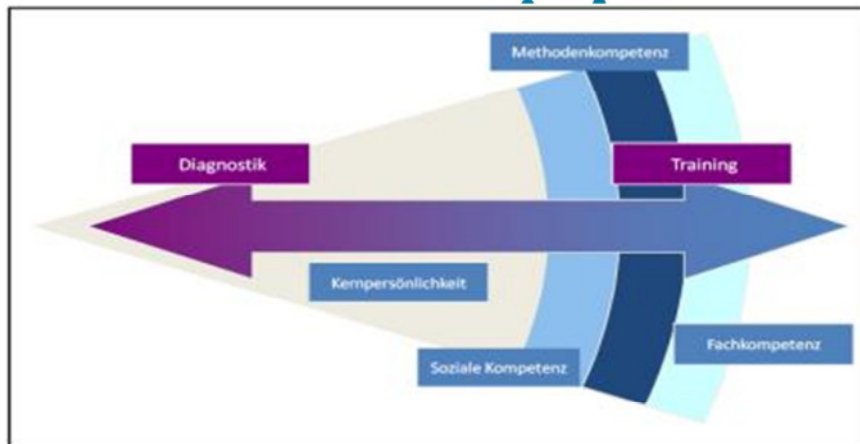 Methodenkompetenz
Diagnostik
Training
Kernpersönlichkeit
Fachkompetenz
Soziale Kompetenz